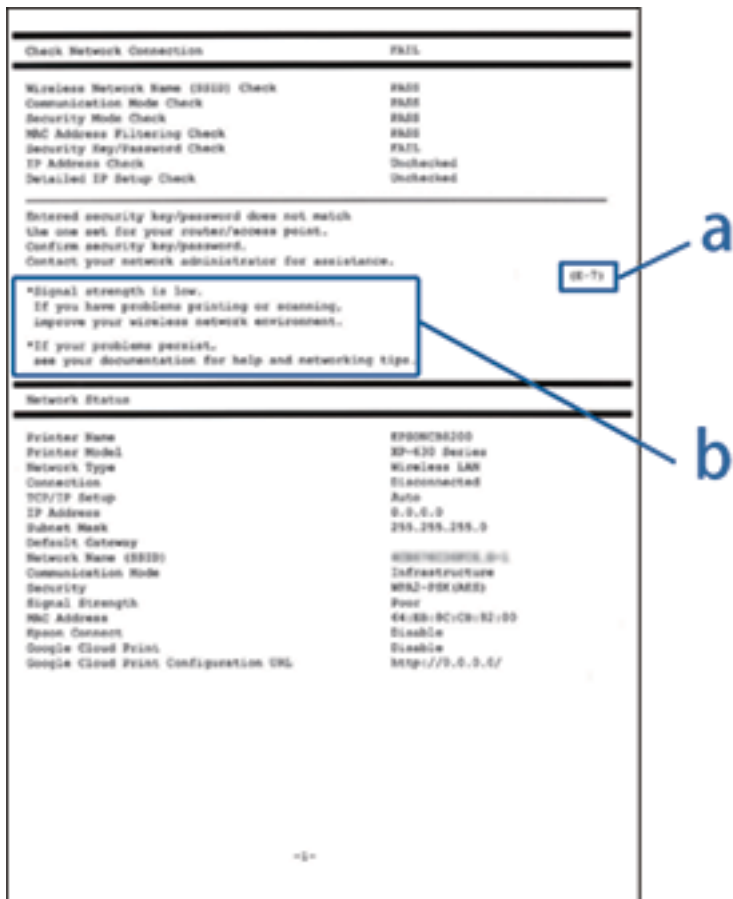 Check Network Connection FAIL
Wireless Network Name (SSID) Check PASS
Communication Mode Check PASS
Security Mode Check PASS
MAC Address Filtering Check PASS
Security Key/Password Check FAIL
IP Address Check Unchecked
Detailed IP Setup Check Unchecked
Entered security key/password does not match
the one set for your router/access point.
Confirm security key/password.
Contact your network administrator for assistance.
(E-7)
a
*Signal strength is low.
If you have problems printing or scanning,
improve your wireless network environment.
*If your problems persist,
see your documentation for help and networking tips.
b
Network Status
Printer Name
Printer Model XP-630 Series
Network Type Wireless LAN
Connection Disconnected
TCP/IP Setup Auto
IP Address 0.0.0.0
Subnet Mask 255.255.255.0
Default Gateway
Network Name (SSID)
Communication Mode Infrastructure
Security WPA2-PSK(AES)
Signal Strength Poor
MAC Address
Epson Connect Disable
Google Cloud Print Disable
Google Cloud Print Configuration URL http://0.0.0.0/
-1-